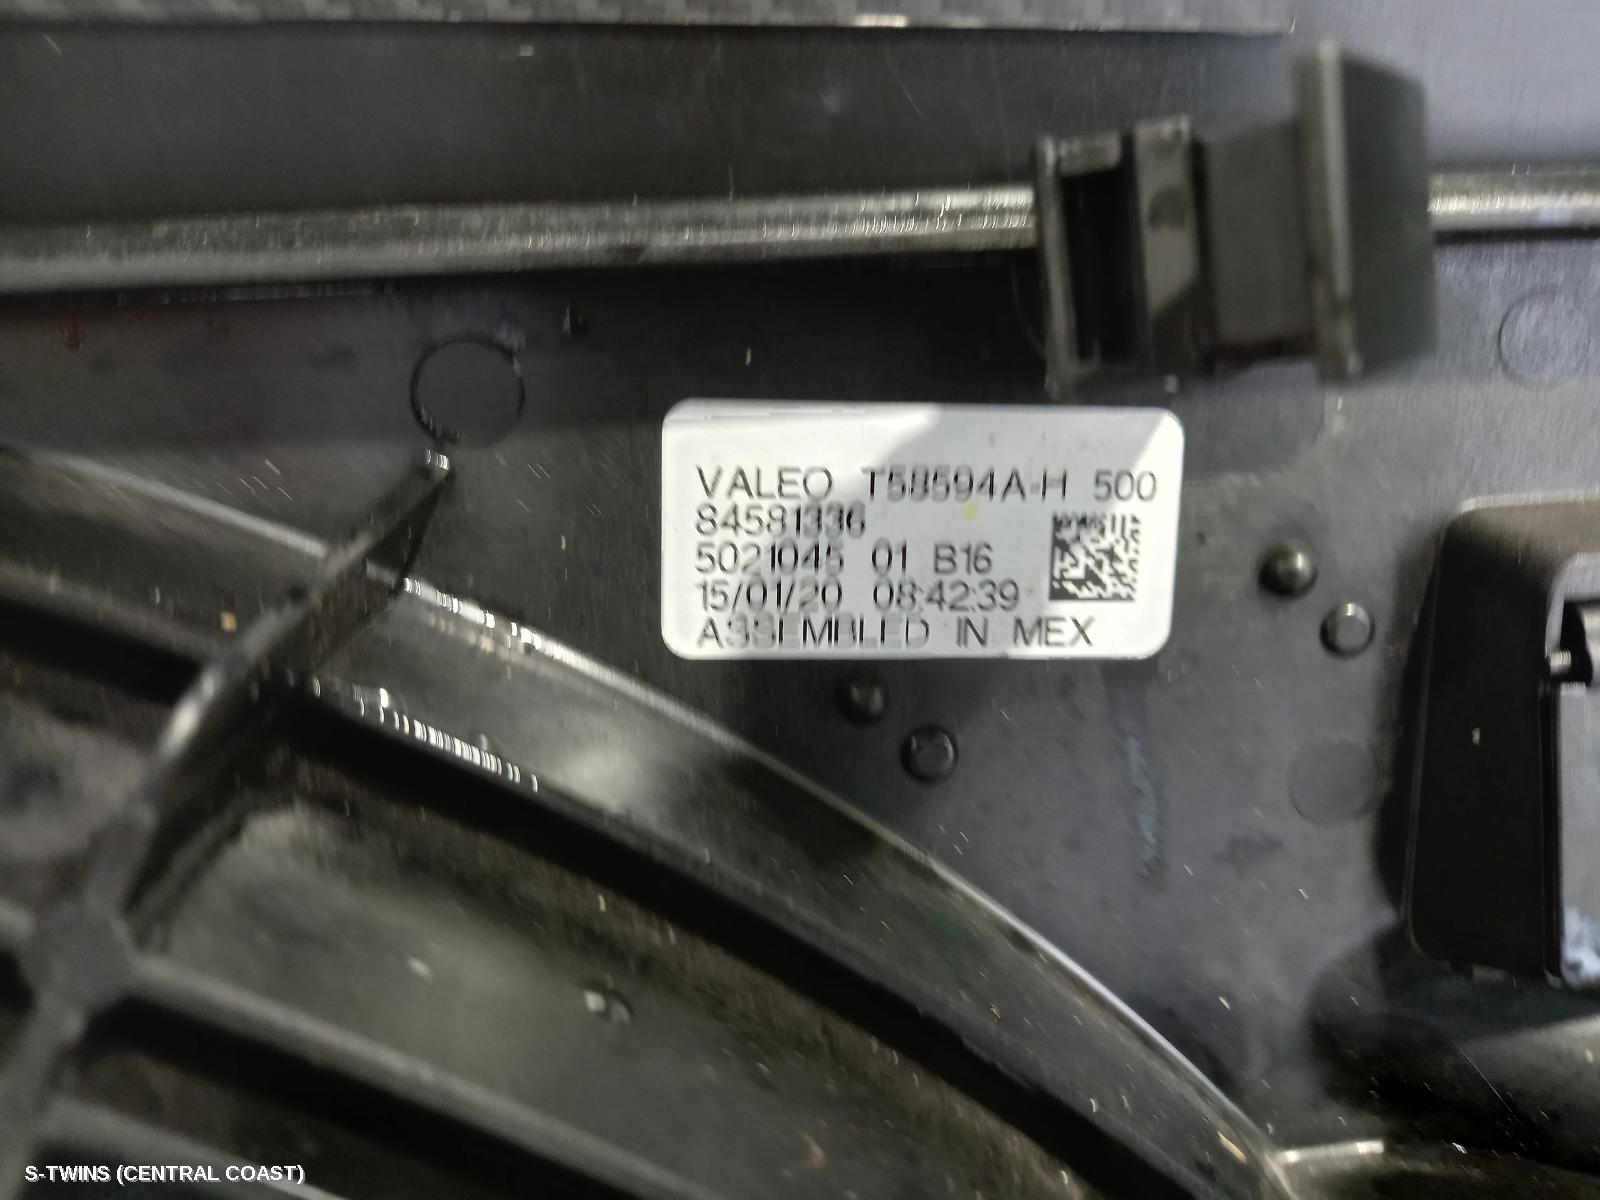 VALEO T58594A-H 500
84581336
5021045 01 B16
15/01/20 08:42:39
ASSEMBLED IN MEX
S-TWINS (CENTRAL COAST)